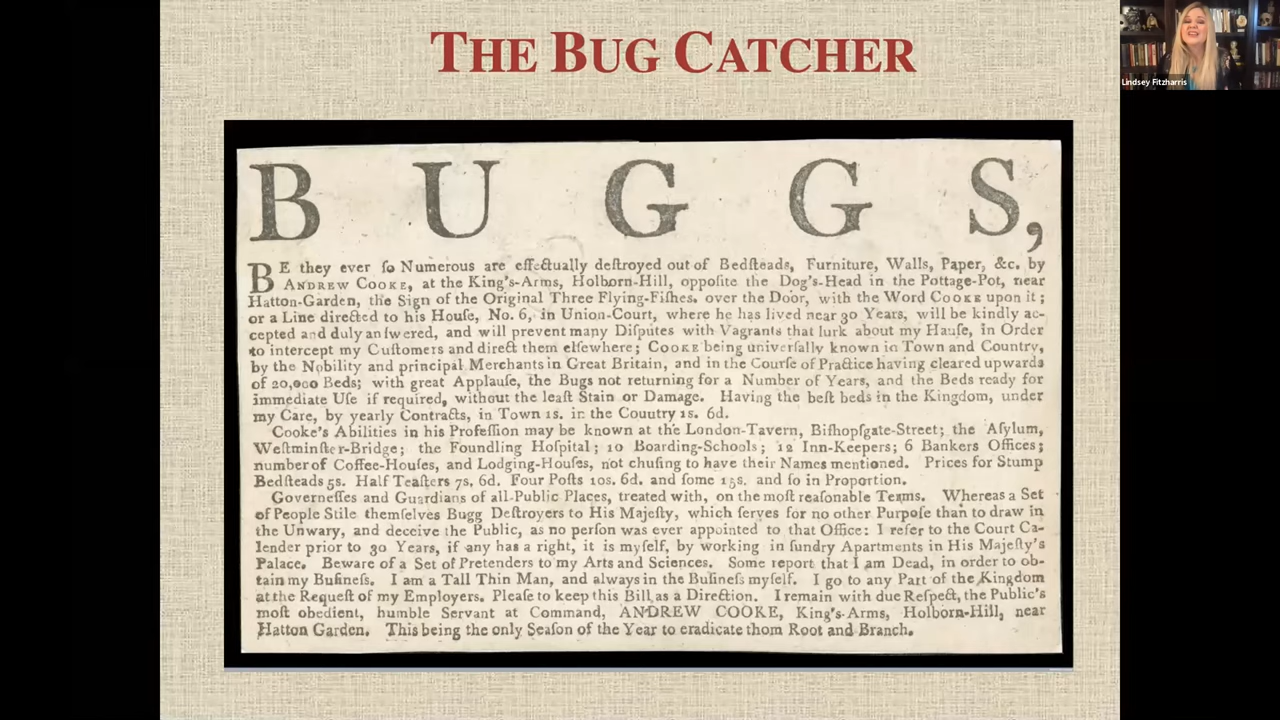 THE BUG CATCHER
Lindsey Fitzharris
BUGGS,
BE they ever ſo Numerous are effectually deſtroyed out of Bedſteads, Furniture, Walls, Paper, &c. by
ANDREW COOKE, at the King's-Arms, Holborn-Hill, oppoſite the Dog's-Head in the Pottage-Pot, near
Hatton-Garden, the Sign of the Original Three Flying-Fiſhes. over the Door, with the Word COOKE upon it;
or a Line directed to his Houſe, No. 6, in Union-Court, where he has lived near 30 Years, will be kindly ac-
cepted and duly anſwered, and will prevent many Diſputes with Vagrants that lurk about my Hauſe, in Order
to intercept my Cuſtomers and direct them elſewhere; COOKE being univerſally known in Town and Country,
by the Nobility and principal Merchants in Great Britain, and in the Courſe of Practice having cleared upwards
of 20,000 Beds; with great Applauſe, the Bugs not returning for a Number of Years, and the Beds ready for
immediate Uſe if required, without the leaſt Stain or Damage. Having the beſt beds in the Kingdom, under
my Care, by yearly Contracts, in Town 1s. in the Couutry 1s. 6d.
Cooke's Abilities in his Profeſſion may be known at the London-Tavern, Biſhopſgate-Street; the Aſylum,
Weſtminſter-Bridge; the Foundling Hoſpital; 10 Boarding-Schools; 12 Inn-Keepers; 6 Bankers Offices;
number of Coffee-Houſes, and Lodging-Houſes, not chuſing to have their Names mentioned. Prices for Stump
Bedſteads 5s. Half Teaſters 7s, 6d. Four Poſts 10s. 6d. and ſome 15s. and ſo in Proportion.
Governeſſes and Guardians of all-Public Places, treated with, on the moſt reaſonable Teams. Whereas a Set
of People Stile themſelves Bugg Deſtroyers to His Majeſty, which ſerves for no other Purpoſe than to draw in
the Unwary, and deceive the Public, as no perſon was ever appointed to that Office: I refer to the Court Ca-
lender prior to 30 Years, if any has a right, it is myſelf, by working in ſundry Apartments in His Majeſty's
Palace. Beware of a Set of Pretenders to my Arts and Sciences. Some report that I am Dead, in order to ob-
tain my Buſineſs. I am a Tall Thin Man, and always in the Buſineſs myſelf. I go to any Part of the Kingdom
at the Requeſt of my Employers. Pleaſe to keep this Bill as a Direction. I remain with due Reſpect, the Public's
moſt obedient, humble Servant at Command, ANDREW COOKE, King's-Arms, Holborn-Hill, near
Hatton Garden. This being the only Seaſon of the Year to eradicate thom Root and Branch.